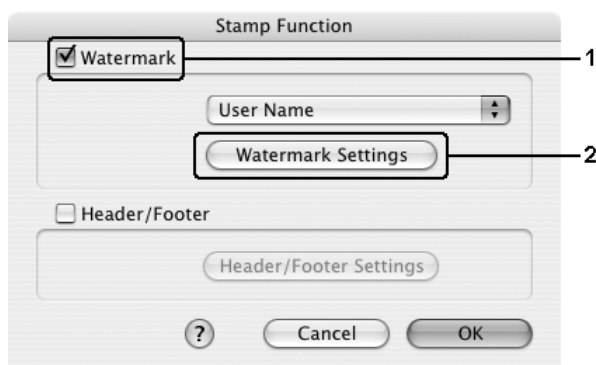 Stamp Function
Watermark
1
User Name
Watermark Settings
2
Header/Footer
Header/Footer Settings
?
Cancel
OK